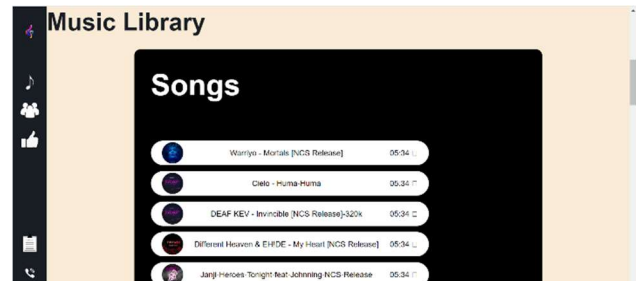 Music Library
Songs
Warriyo - Mortals [NCS Release] 05:34
Cielo - Huma-Huma 05:34
DEAF KEV - Invincible [NCS Release]-320k 05:34
Different Heaven & EH!DE - My Heart [NCS Release] 05:34
Janji-Heroes-Tonight-feat-Johnning-NCS-Release 05:34